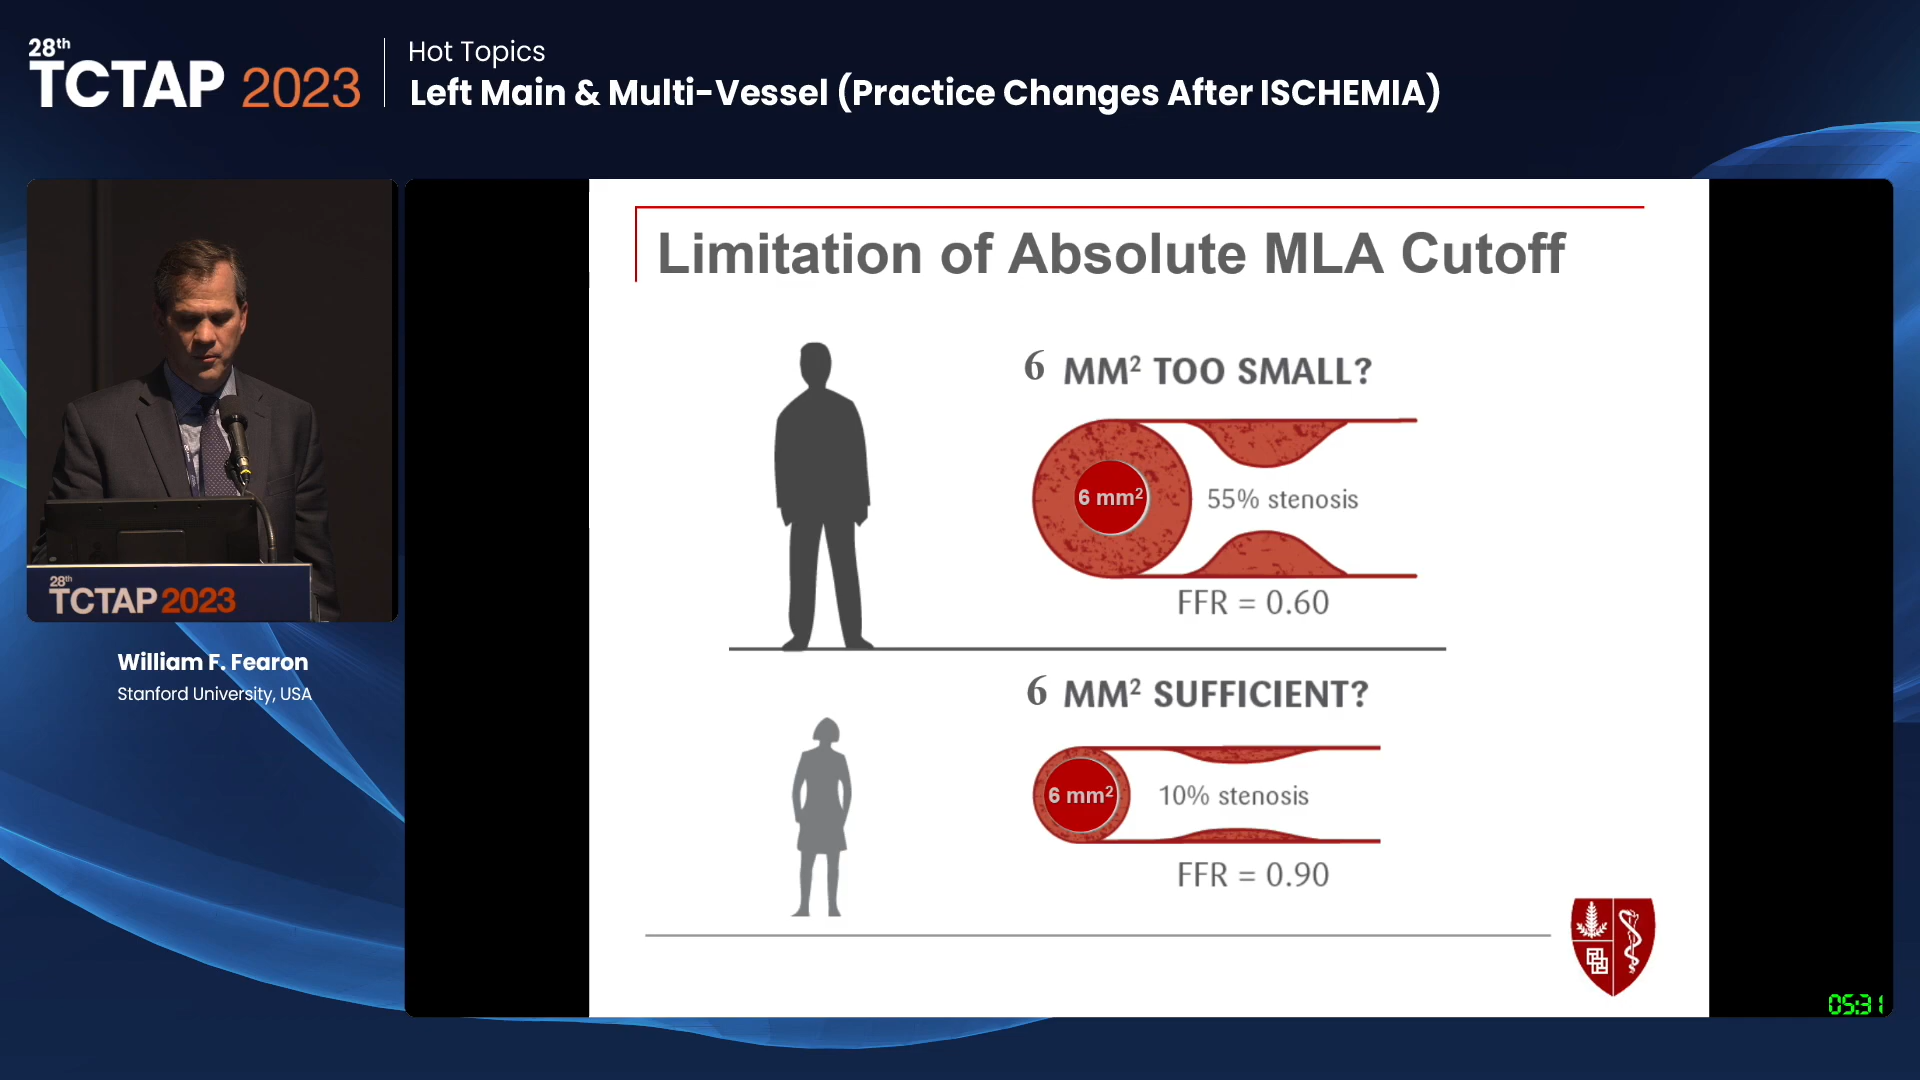 28th
TCTAP 2023
Hot Topics
Left Main & Multi-Vessel (Practice Changes After ISCHEMIA)
28th
TCTAP 2023
William F. Fearon
Stanford University, USA
Limitation of Absolute MLA Cutoff
6 MM² TOO SMALL?
6 mm²
55% stenosis
FFR = 0.60
6 MM² SUFFICIENT?
6 mm²
10% stenosis
FFR = 0.90
05:31